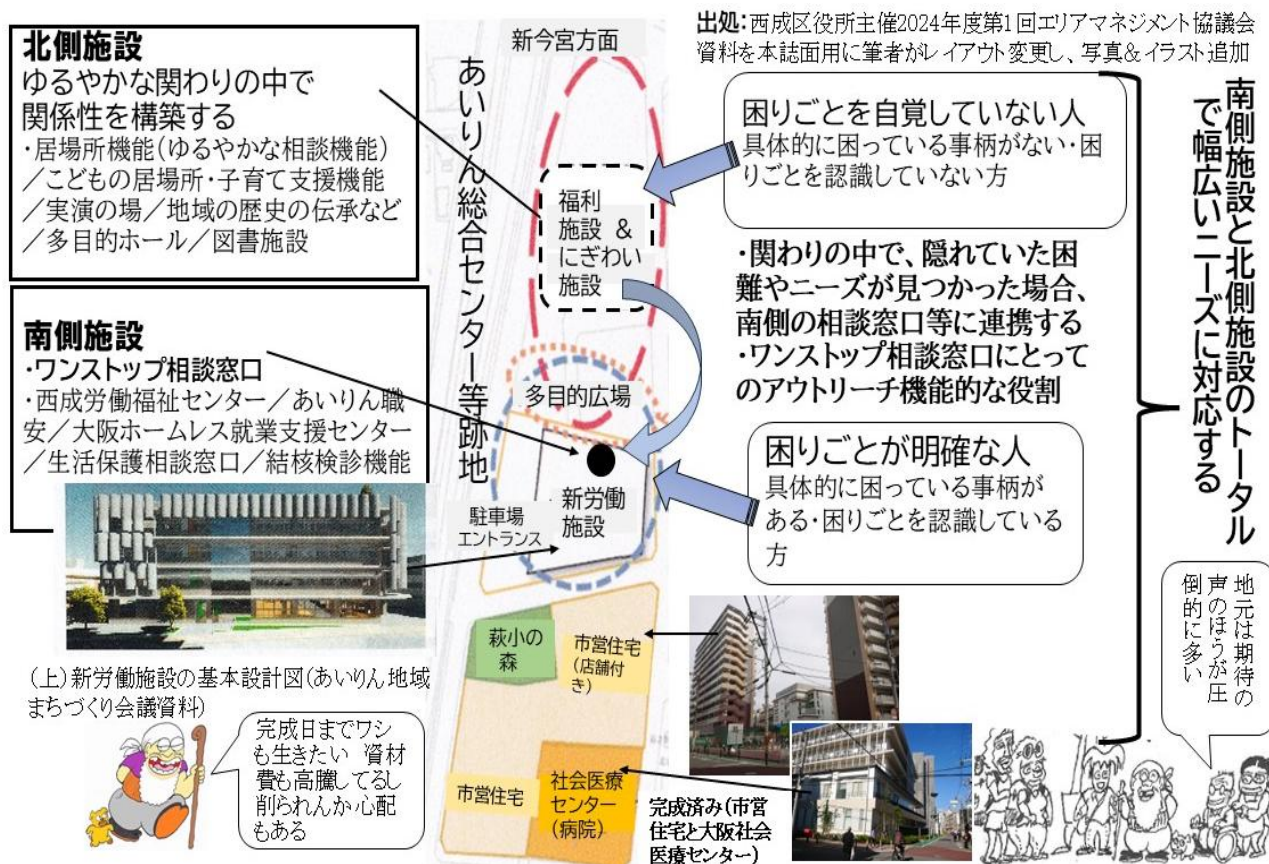 出処:西成区役所主催2024年度第1回エリアマネジメント協議会
資料を本誌面用に筆者がレイアウト変更し、写真&イラスト追加
北側施設
ゆるやかな関わりの中で
関係性を構築する
・居場所機能(ゆるやかな相談機能)
/こどもの居場所・子育て支援機能
/実演の場/地域の歴史の伝承など
/多目的ホール/図書施設
南側施設
・ワンストップ相談窓口
・西成労働福祉センター/あいりん職
安/大阪ホームレス就業支援センター
/生活保護相談窓口/結核検診機能
(上)新労働施設の基本設計図(あいりん地域
まちづくり会議資料)
完成日までワシ
も生きたい 資材
費も高騰してるし
削られんか心配
もある
あいりん総合センター等跡地
新今宮方面
福利
施設 &
にぎわい
施設
多目的広場
新労働
施設
駐車場
エントランス
萩小の
森
市営住宅
(店舗付
き)
市営住宅
社会医療
センター
(病院)
完成済み(市営
住宅と大阪社会
医療センター)
困りごとを自覚していない人
具体的に困っている事柄がない・困
りごとを認識していない方
・関わりの中で、隠れていた困
難やニーズが見つかった場合、
南側の相談窓口等に連携する
・ワンストップ相談窓口にとって
のアウトリーチ機能的な役割
困りごとが明確な人
具体的に困っている事柄が
ある・困りごとを認識している
方
南側施設と北側施設のトータル
で幅広いニーズに対応する
地元は期待の
声のほうが圧
倒的に多い